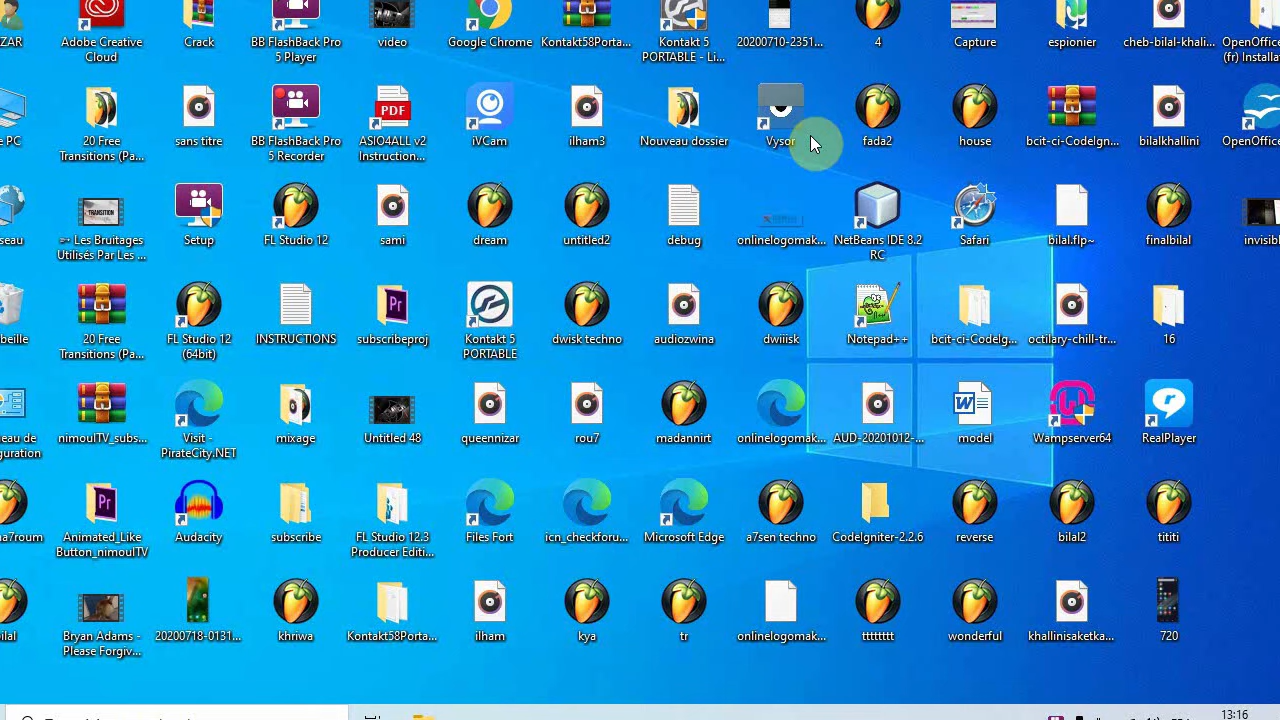 ZAR
Adobe Creative
Cloud
Crack
BB FlashBack Pro
5 Player
video
Google Chrome
Kontakt58Porta...
Kontakt 5
PORTABLE - Li...
20200710-2351...
4
Capture
espionier
cheb-bilal-khali...
OpenOffice
(fr) Installa
e PC
20 Free
Transitions (Pa...
sans titre
BB FlashBack Pro
5 Recorder
PDF
ASIO4ALL v2
Instruction...
iVCam
ilham3
Nouveau dossier
Vysor
fada2
house
bcit-ci-CodeIgn...
bilalkhallini
OpenOffice
seau
TRANSITION
=• Les Bruitages
Utilisés Par Les ...
Setup
FL Studio 12
sami
dream
untitled2
debug
onlinelogomak...
NetBeans IDE 8.2
RC
Safari
bilal.flp~
finalbilal
invisibl
beille
20 Free
Transitions (Pa...
FL Studio 12
(64bit)
INSTRUCTIONS
Pr
subscribeproj
Kontakt 5
PORTABLE
dwisk techno
audiozwina
dwiiisk
Notepad++
bcit-ci-CodeIg...
octilary-chill-tr...
16
eau de
guration
nimoulTV_subs...
Visit -
PirateCity.NET
mixage
Untitled 48
queennizar
rou7
madannirt
onlinelogomak...
AUD-20201012-...
W
model
Wampserver64
RealPlayer
a7roum
Pr
Animated_Like
Button_nimoulTV
Audacity
subscribe
FL Studio 12.3
Producer Editi...
Files Fort
icn_checkforu...
Microsoft Edge
a7sen techno
CodeIgniter-2.2.6
reverse
bilal2
tititi
bilal
Bryan Adams -
Please Forgiv...
20200718-0131...
khriwa
Kontakt58Porta...
ilham
kya
tr
onlinelogomak...
tttttttt
wonderful
khallinisaketka...
720
13:16